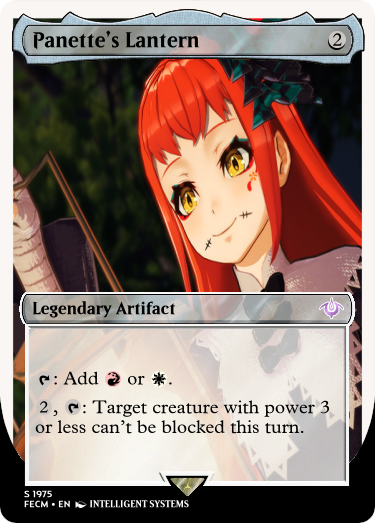 Panette's Lantern 2
Legendary Artifact
: Add or .
2 , : Target creature with power 3
or less can't be blocked this turn.
S 1975
FECM • EN INTELLIGENT SYSTEMS